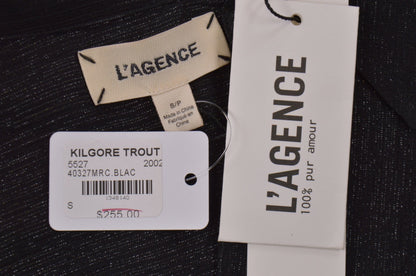 L'AGENCE
S/P
Made in China
Fabriqué en
Chine
KILGORE TROUT
5527 2002
40327MRC.BLAC
S
$255.00
L'AGENCE
100% pur amour